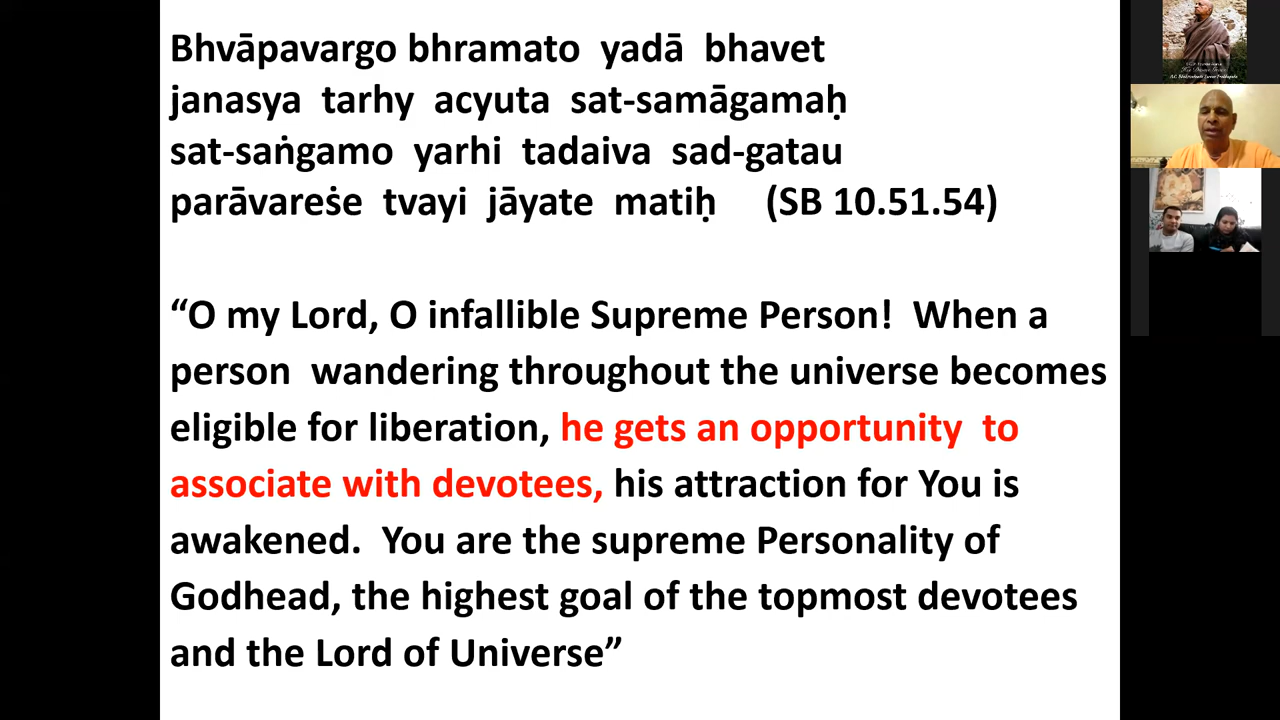 Bhvāpavargo bhramato yadā bhavet
janasya tarhy acyuta sat-samāgamaḥ
sat-saṅgamo yarhi tadaiva sad-gatau
parāvareṡe tvayi jāyate matiḥ (SB 10.51.54)
“O my Lord, O infallible Supreme Person! When a
person wandering throughout the universe becomes
eligible for liberation, he gets an opportunity to
associate with devotees, his attraction for You is
awakened. You are the supreme Personality of
Godhead, the highest goal of the topmost devotees
and the Lord of Universe”